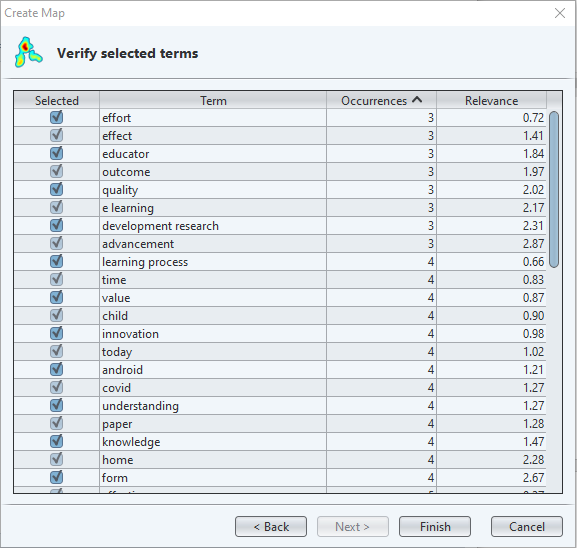 Create Map
Verify selected terms
Selected Term Occurrences Relevance
effort 3 0.72
effect 3 1.41
educator 3 1.84
outcome 3 1.97
quality 3 2.02
e learning 3 2.17
development research 3 2.31
advancement 3 2.87
learning process 4 0.66
time 4 0.83
value 4 0.87
child 4 0.90
innovation 4 0.98
today 4 1.02
android 4 1.21
covid 4 1.27
understanding 4 1.27
paper 4 1.28
knowledge 4 1.47
home 4 2.28
form 4 2.67
< Back Next > Finish Cancel